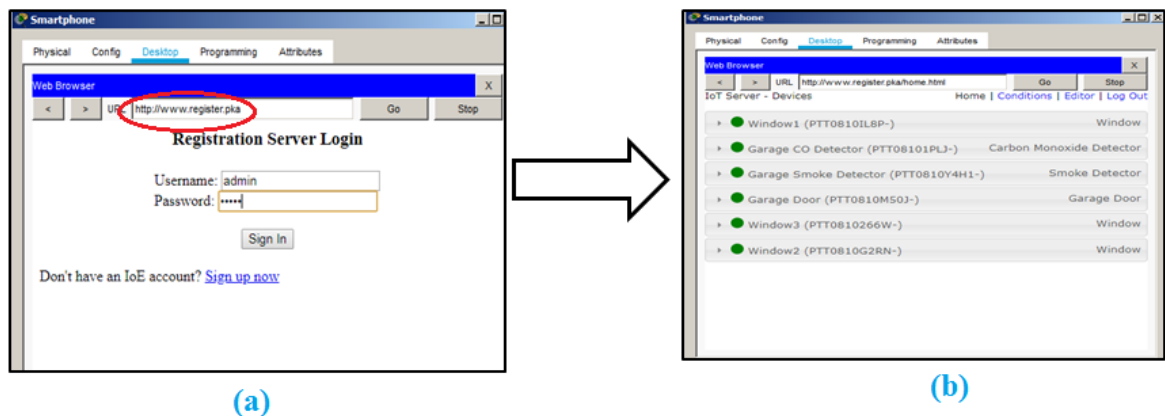 Smartphone
Physical Config Desktop Programming Attributes
Web Browser X
< > URL http://www.register.pka Go Stop
Registration Server Login
Username: admin
Password: •••••
Sign In
Don't have an IoE account? Sign up now
(a)
Smartphone
Physical Config Desktop Programming Attributes
Web Browser X
< > URL http://www.register.pka/home.html Go Stop
IoT Server - Devices Home | Conditions | Editor | Log Out
Window1 (PTT0810IL8P-) Window
Garage CO Detector (PTT08101PLJ-) Carbon Monoxide Detector
Garage Smoke Detector (PTT0810Y4H1-) Smoke Detector
Garage Door (PTT0810MS0J-) Garage Door
Window3 (PTT0810266W-) Window
Window2 (PTT0810G2RN-) Window
(b)